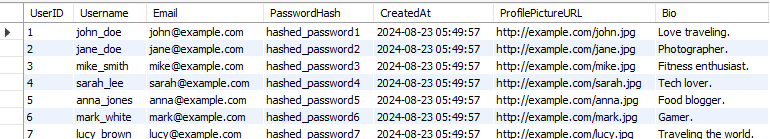 UserID Username Email PasswordHash CreatedAt ProfilePictureURL Bio
1 john_doe john@example.com hashed_password1 2024-08-23 05:49:57 http://example.com/john.jpg Love traveling.
2 jane_doe jane@example.com hashed_password2 2024-08-23 05:49:57 http://example.com/jane.jpg Photographer.
3 mike_smith mike@example.com hashed_password3 2024-08-23 05:49:57 http://example.com/mike.jpg Fitness enthusiast.
4 sarah_lee sarah@example.com hashed_password4 2024-08-23 05:49:57 http://example.com/sarah.jpg Tech lover.
5 anna_jones anna@example.com hashed_password5 2024-08-23 05:49:57 http://example.com/anna.jpg Food blogger.
6 mark_white mark@example.com hashed_password6 2024-08-23 05:49:57 http://example.com/mark.jpg Gamer.
7 lucy_brown lucy@example.com hashed_password7 2024-08-23 05:49:57 http://example.com/lucy.jpg Traveling the world.